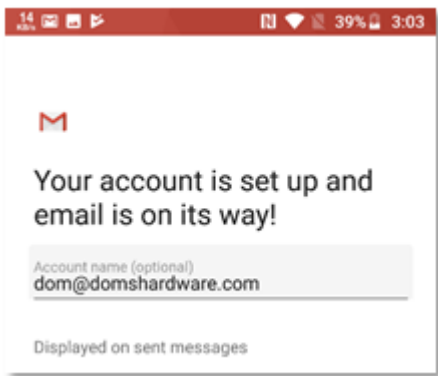 14
KB/s
39% 3:03
Your account is set up and
email is on its way!
Account name (optional)
dom@domshardware.com
Displayed on sent messages